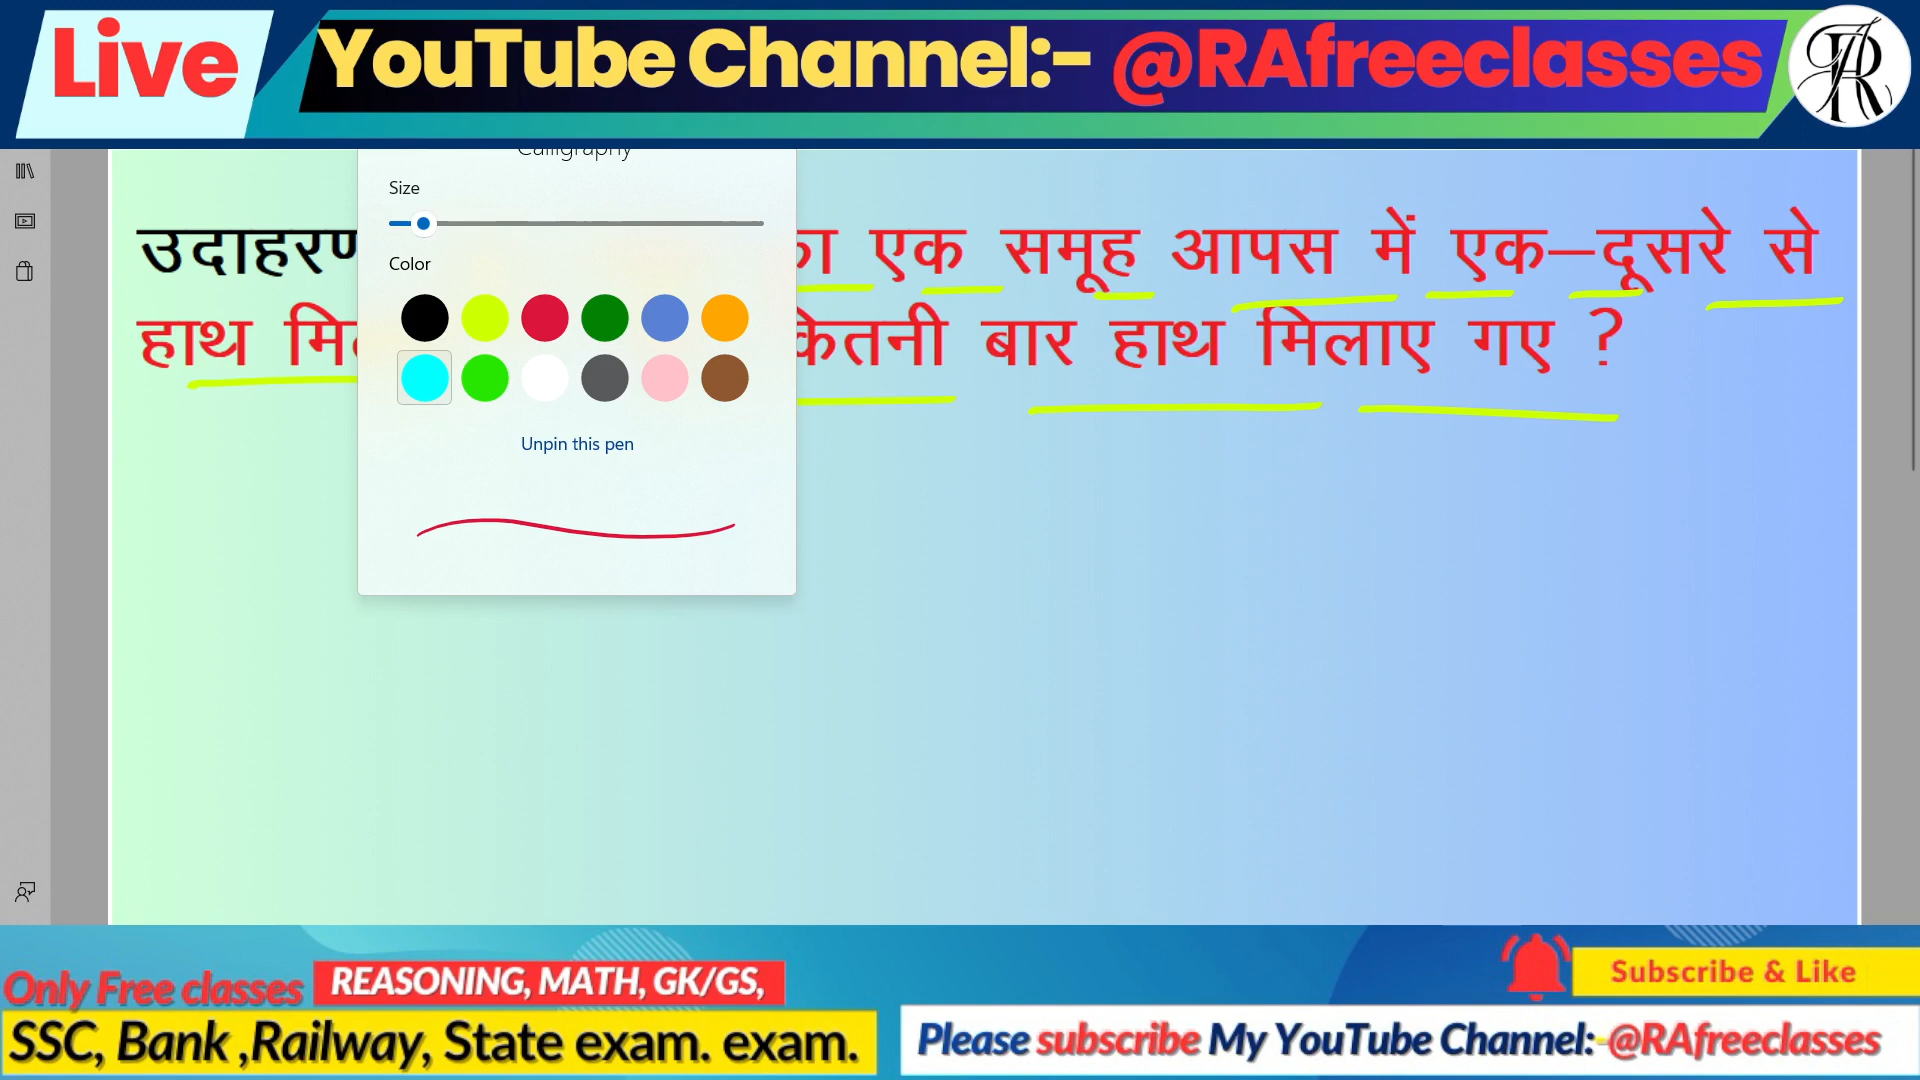 Live
YouTube Channel:- @RAfreeclasses
Calligraphy
Size
उदाहरण का एक समूह आपस में एक–दूसरे से
Color
हाथ कितनी बार हाथ मिलाए गए ?
Unpin this pen
Only Free classes REASONING, MATH, GK/GS,
Subscribe & Like
SSC, Bank ,Railway, State exam. exam.
Please subscribe My YouTube Channel:-@RAfreeclasses